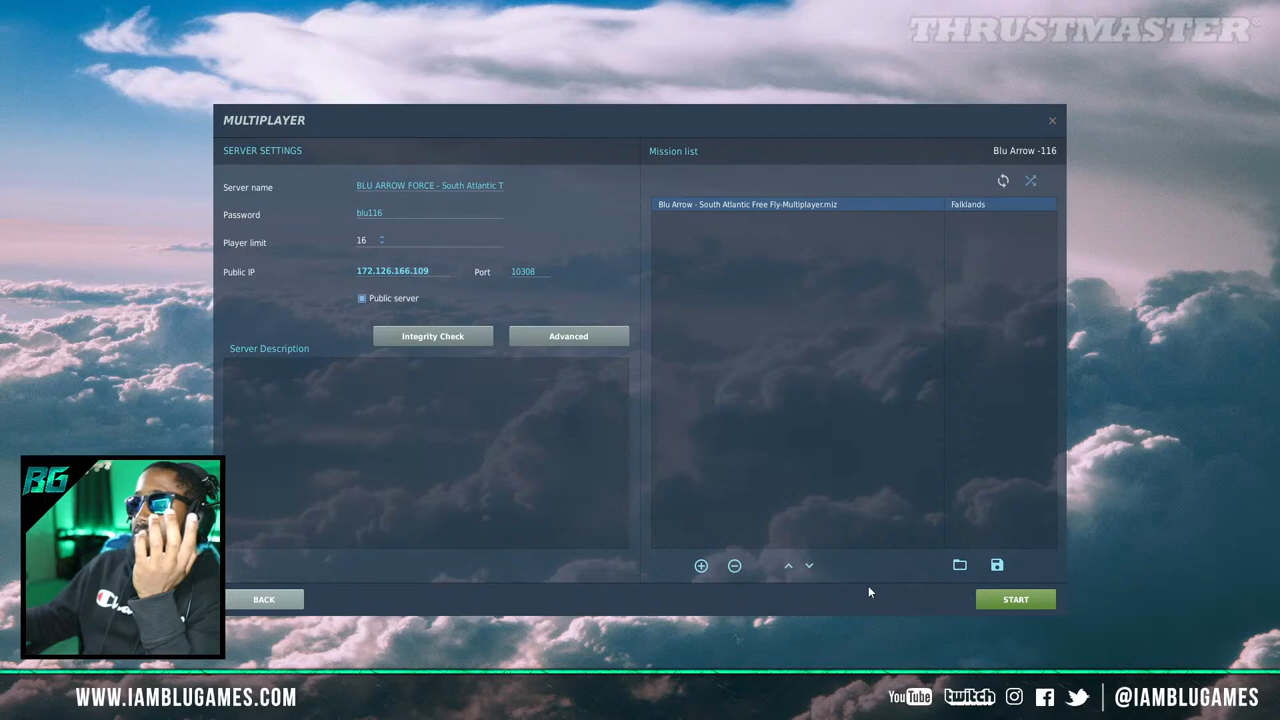 THRUSTMASTER®
MULTIPLAYER
SERVER SETTINGS
Mission list
Blu Arrow -116
Server name
BLU ARROW FORCE - South Atlantic T
Password
blu116
Player limit
16
Public IP
172.126.166.109
Port
10308
Public server
Integrity Check
Advanced
Server Description
Blu Arrow - South Atlantic Free Fly-Multiplayer.miz
Falklands
BG
BACK
START
WWW.IAMBLUGAMES.COM
YouTube
twitch
@IAMBLUGAMES